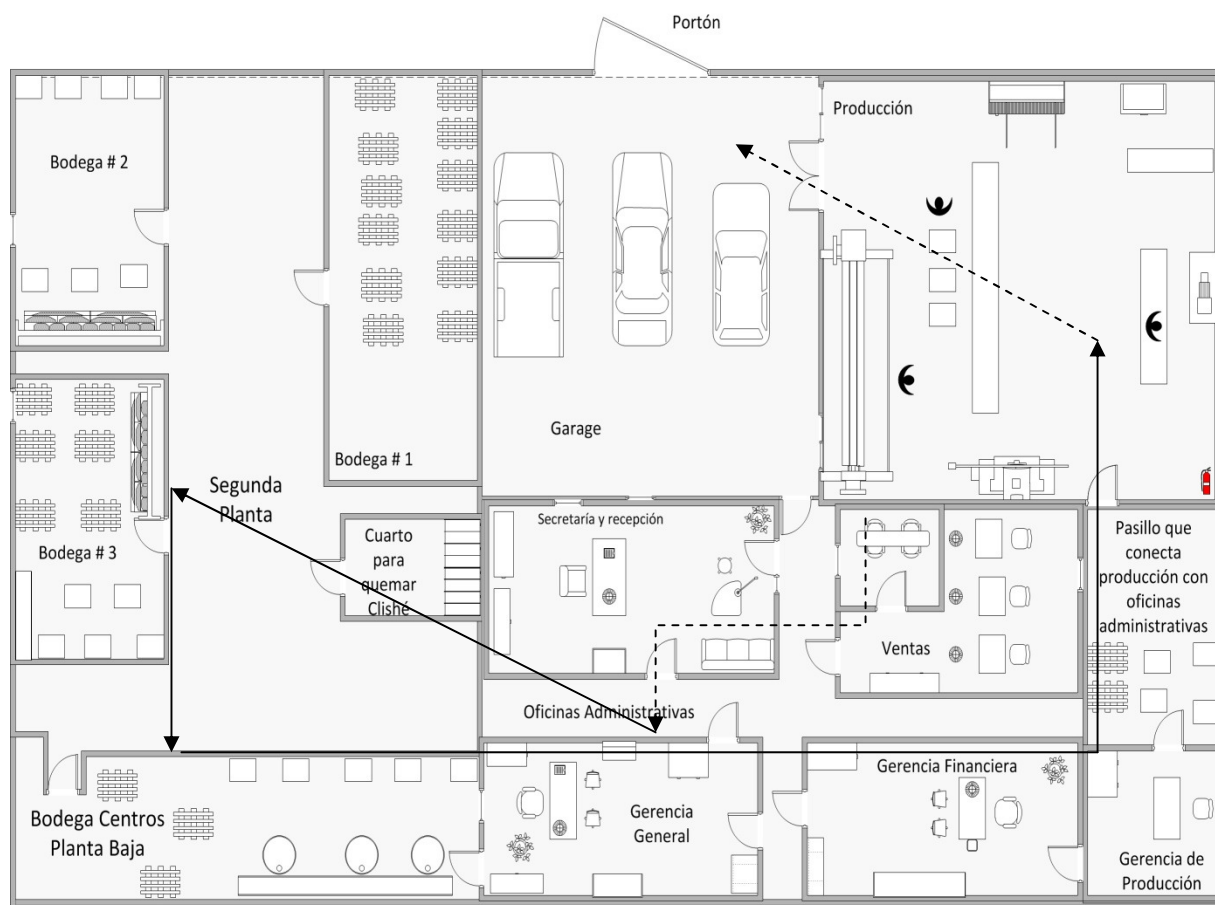 Portón
Producción
Bodega # 2
Garage
Bodega # 1
Segunda
Planta
Bodega # 3
Cuarto
para
quemar
Clishé
Secretaría y recepción
Pasillo que
conecta
producción con
oficinas
administrativas
Ventas
Oficinas Administrativas
Gerencia Financiera
Bodega Centros
Planta Baja
Gerencia
General
Gerencia de
Producción